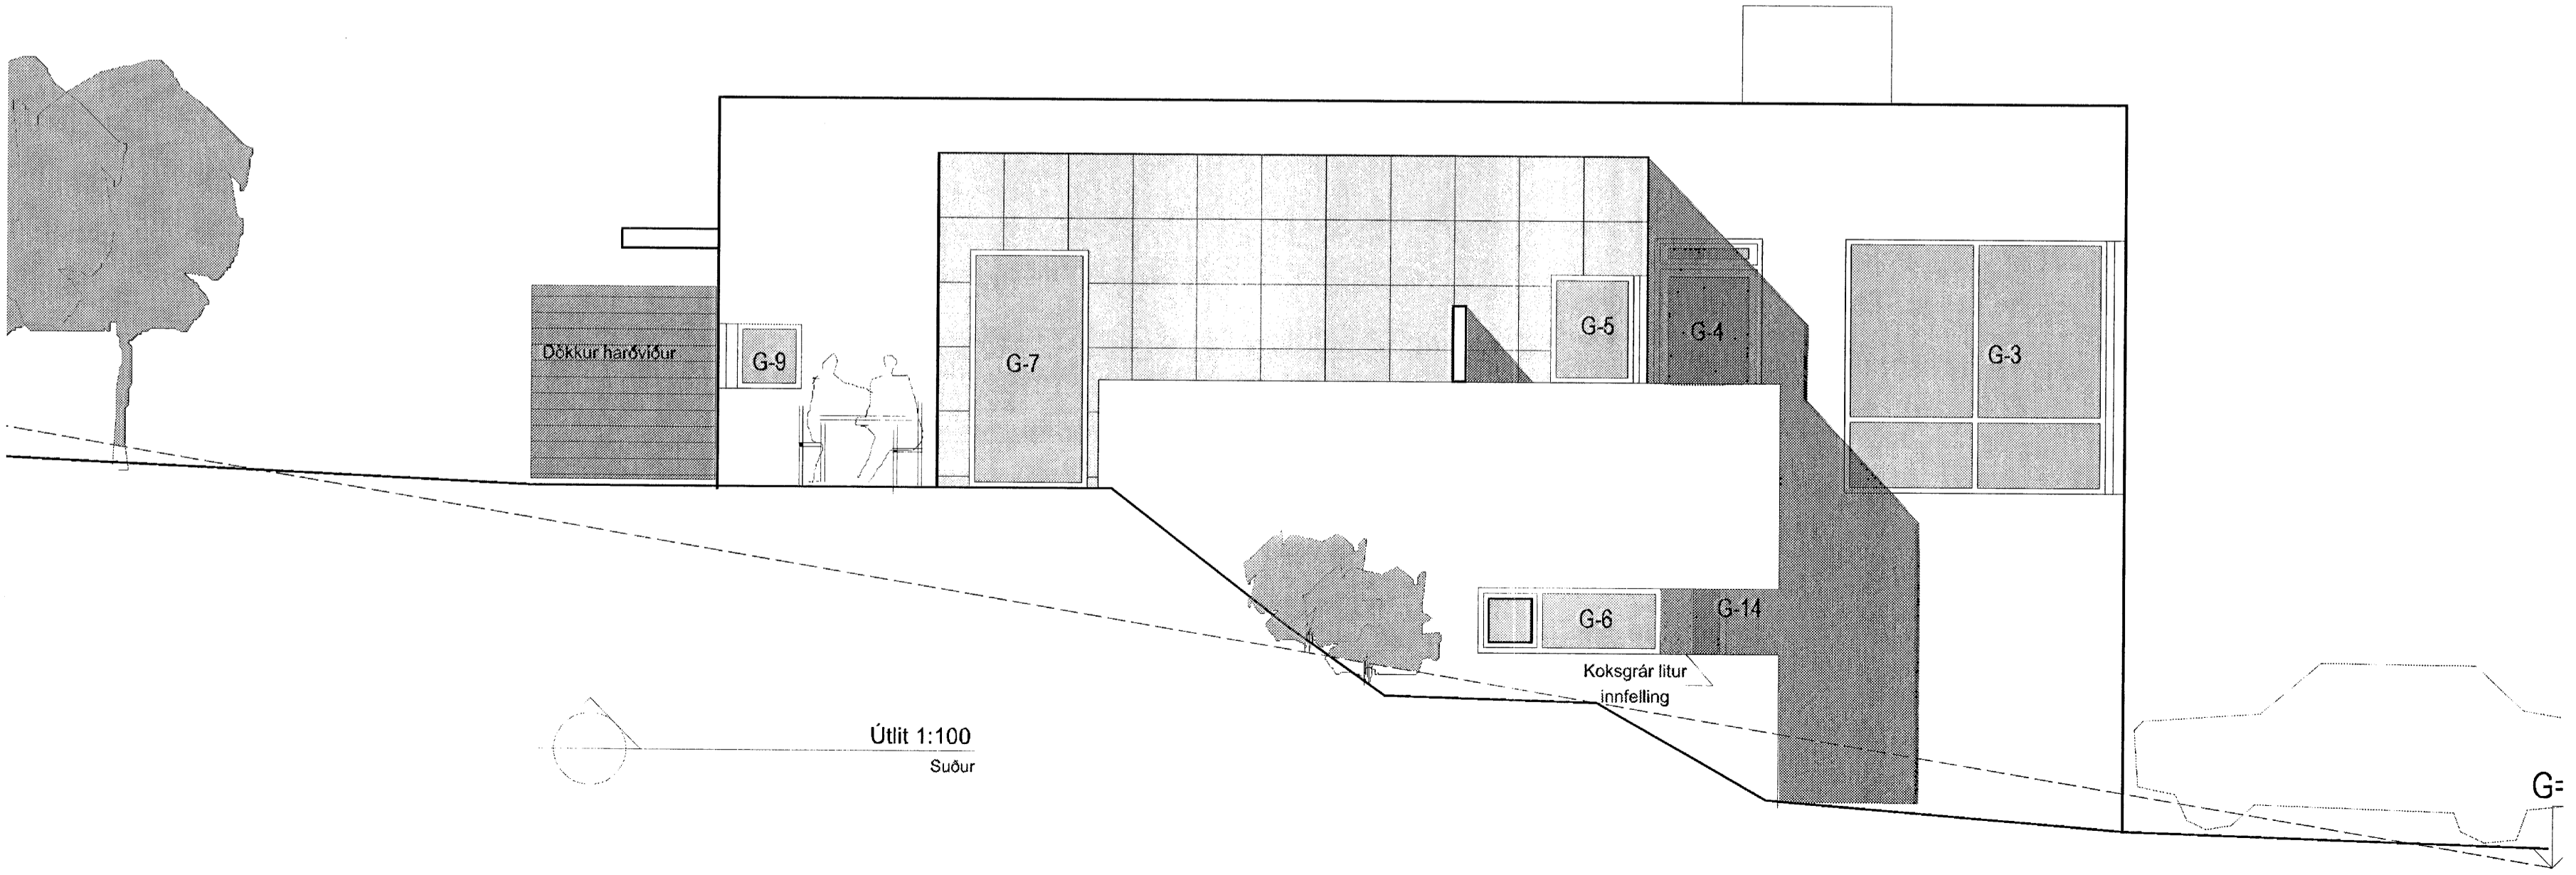 Dökkur harðviður
G-9
G-7
G-5
G-4
G-3
G-6
G-14
Koksgrár litur
innfelling
Útlit 1:100
Suður
G=